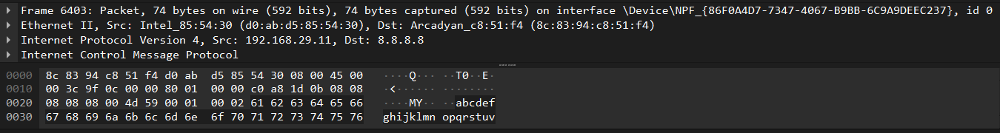 Frame 6403: Packet, 74 bytes on wire (592 bits), 74 bytes captured (592 bits) on interface \Device\NPF_{86F0A4D7-7347-4067-B9BB-6C9A9DEEC237}, id 0
Ethernet II, Src: Intel_85:54:30 (d0:ab:d5:85:54:30), Dst: Arcadyan_c8:51:f4 (8c:83:94:c8:51:f4)
Internet Protocol Version 4, Src: 192.168.29.11, Dst: 8.8.8.8
Internet Control Message Protocol
0000 8c 83 94 c8 51 f4 d0 ab d5 85 54 30 08 00 45 00 ····Q··· ··T0··E·
0010 00 3c 9f 0c 00 00 80 01 00 00 c0 a8 1d 0b 08 08 ·<······ ········
0020 08 08 08 00 4d 59 00 01 00 02 61 62 63 64 65 66 ····MY·· ··abcdef
0030 67 68 69 6a 6b 6c 6d 6e 6f 70 71 72 73 74 75 76 ghijklmn opqrstuv